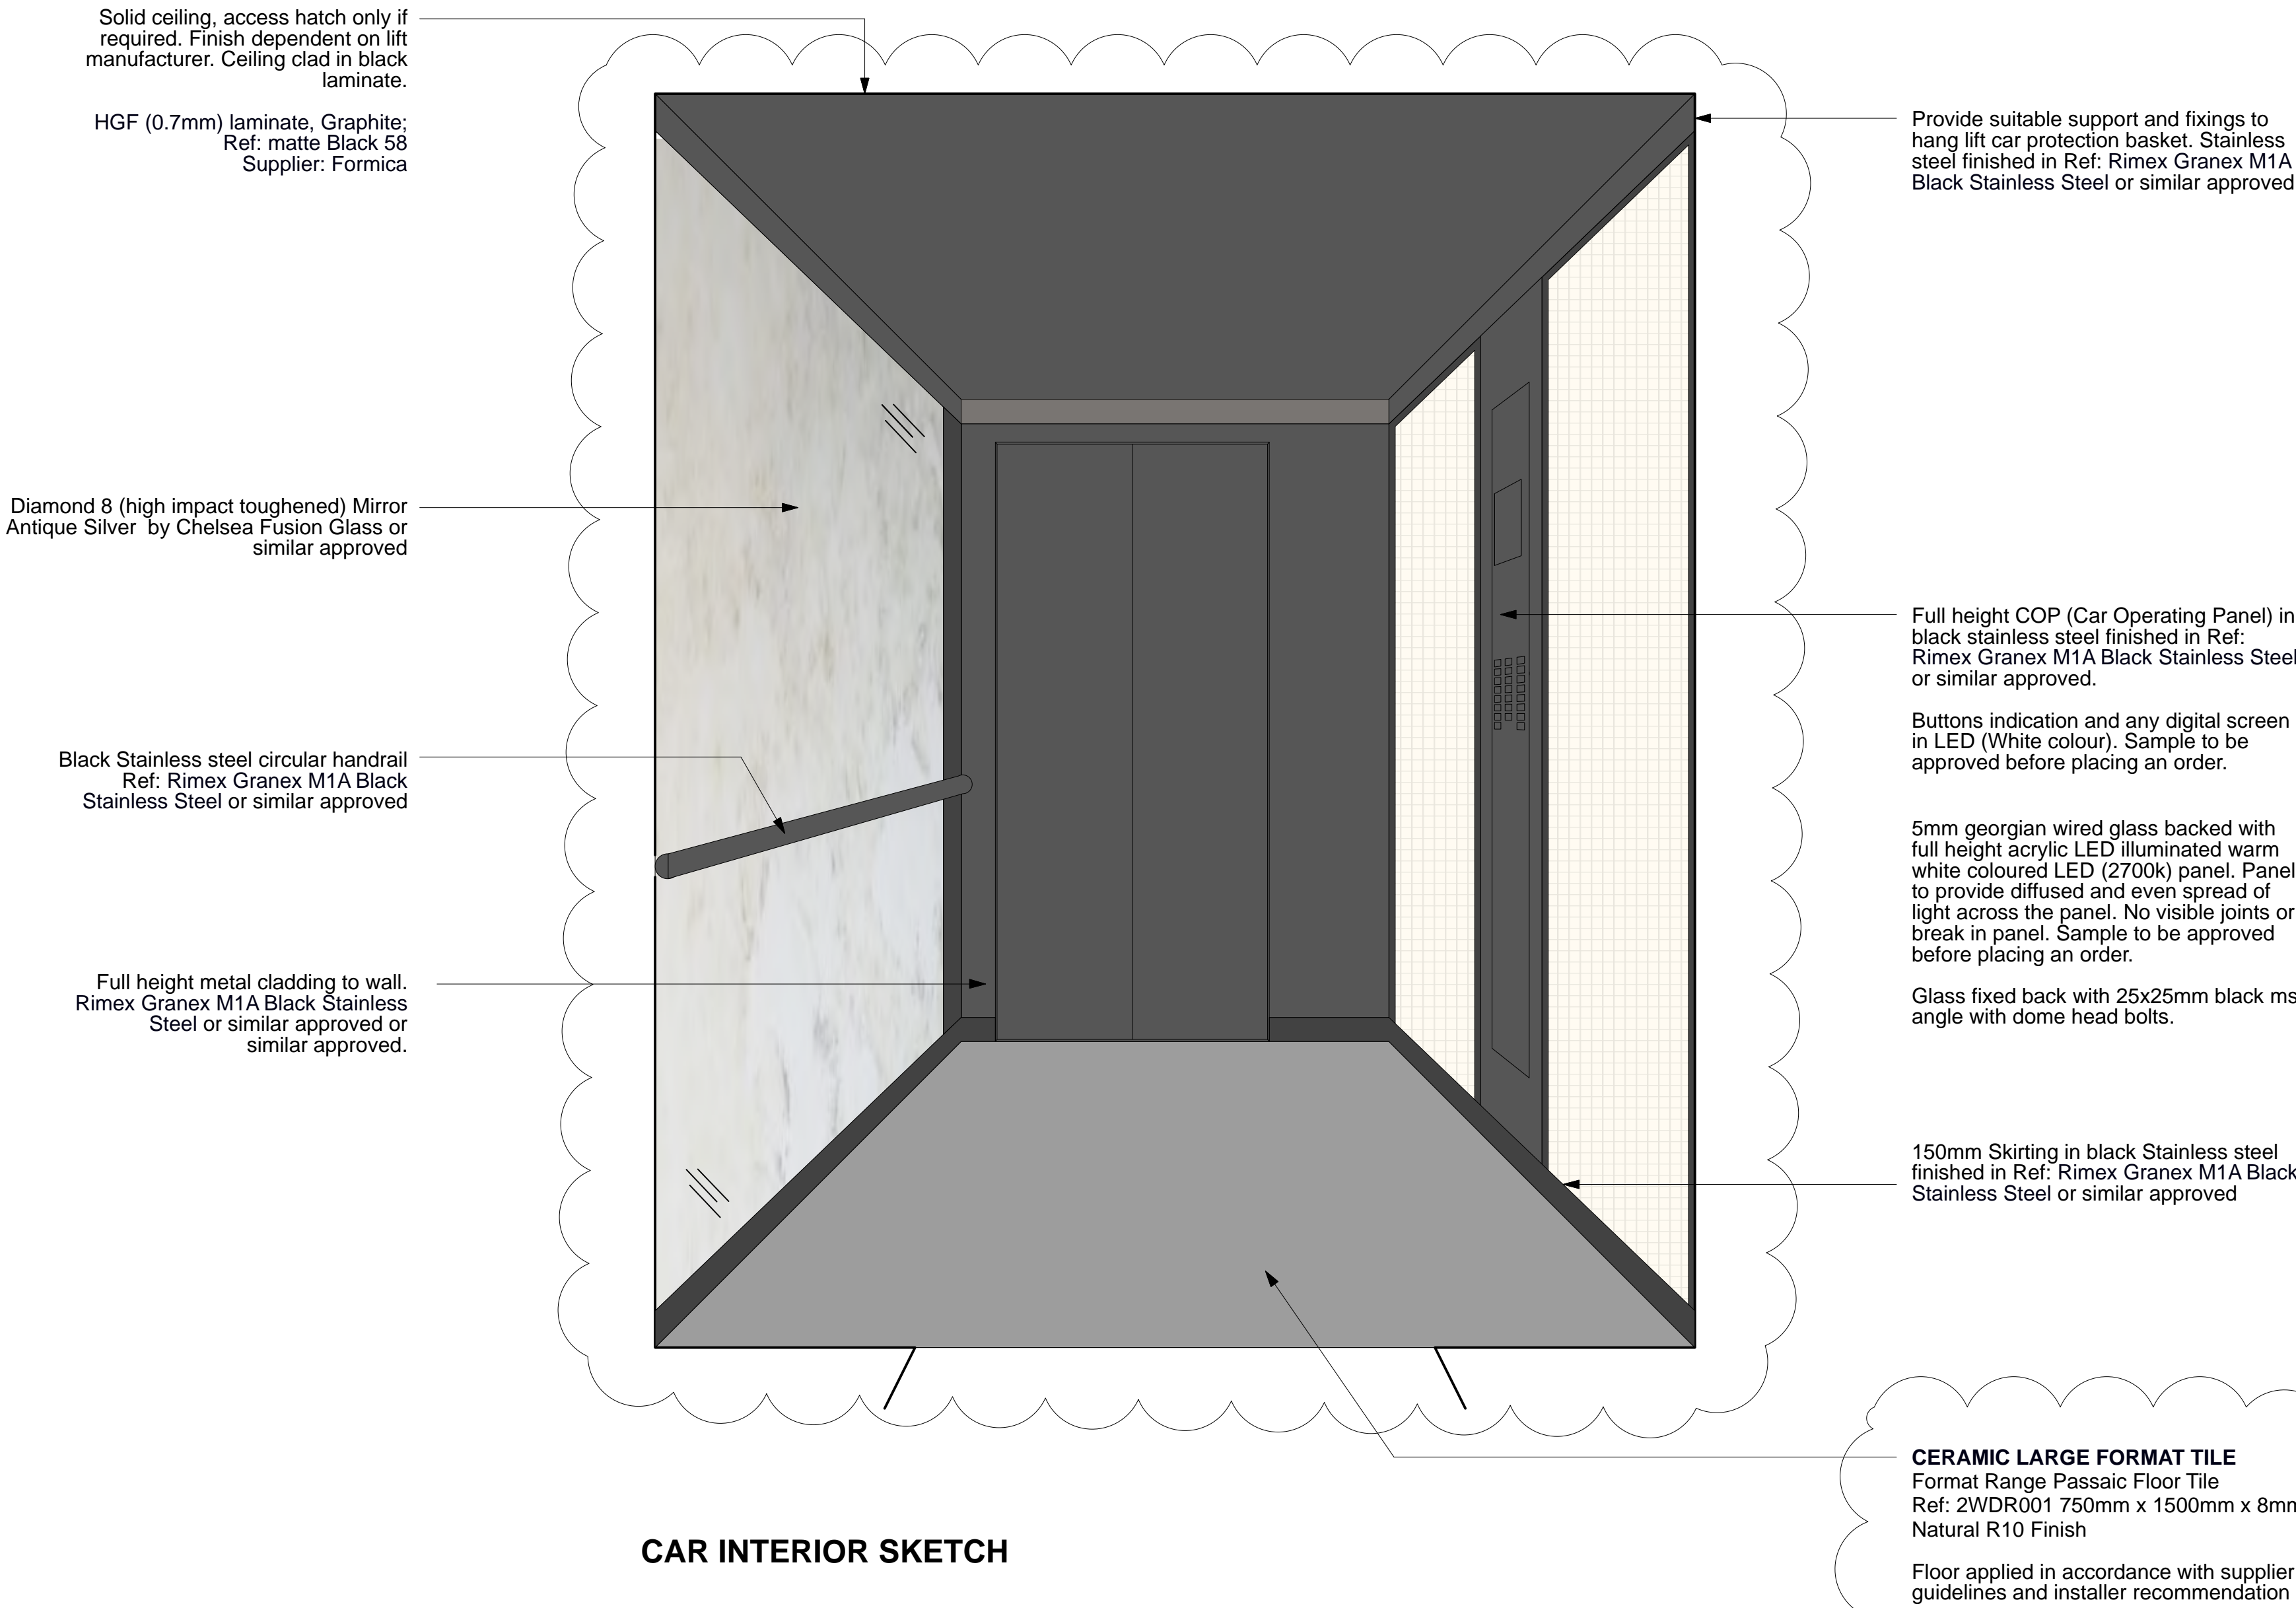 Solid ceiling, access hatch only if
required. Finish dependent on lift
manufacturer. Ceiling clad in black
laminate.
HGF (0.7mm) laminate, Graphite;
Ref: matte Black 58
Supplier: Formica
Diamond 8 (high impact toughened) Mirror
Antique Silver  by Chelsea Fusion Glass or
similar approved
Black Stainless steel circular handrail
Ref: Rimex Granex M1A Black
Stainless Steel or similar approved
Full height metal cladding to wall.
Rimex Granex M1A Black Stainless
Steel or similar approved or
similar approved.
Provide suitable support and fixings to
hang lift car protection basket. Stainless
steel finished in Ref: Rimex Granex M1A
Black Stainless Steel or similar approved
Full height COP (Car Operating Panel) in
black stainless steel finished in Ref:
Rimex Granex M1A Black Stainless Steel
or similar approved.
Buttons indication and any digital screen
in LED (White colour). Sample to be
approved before placing an order.
5mm georgian wired glass backed with
full height acrylic LED illuminated warm
white coloured LED (2700k) panel. Panel
to provide diffused and even spread of
light across the panel. No visible joints or
break in panel. Sample to be approved
before placing an order.
Glass fixed back with 25x25mm black ms
angle with dome head bolts.
150mm Skirting in black Stainless steel
finished in Ref: Rimex Granex M1A Black
Stainless Steel or similar approved
CERAMIC LARGE FORMAT TILE
Format Range Passaic Floor Tile
Ref: 2WDR001 750mm x 1500mm x 8mm
Natural R10 Finish
Floor applied in accordance with supplier
guidelines and installer recommendation
CAR INTERIOR SKETCH